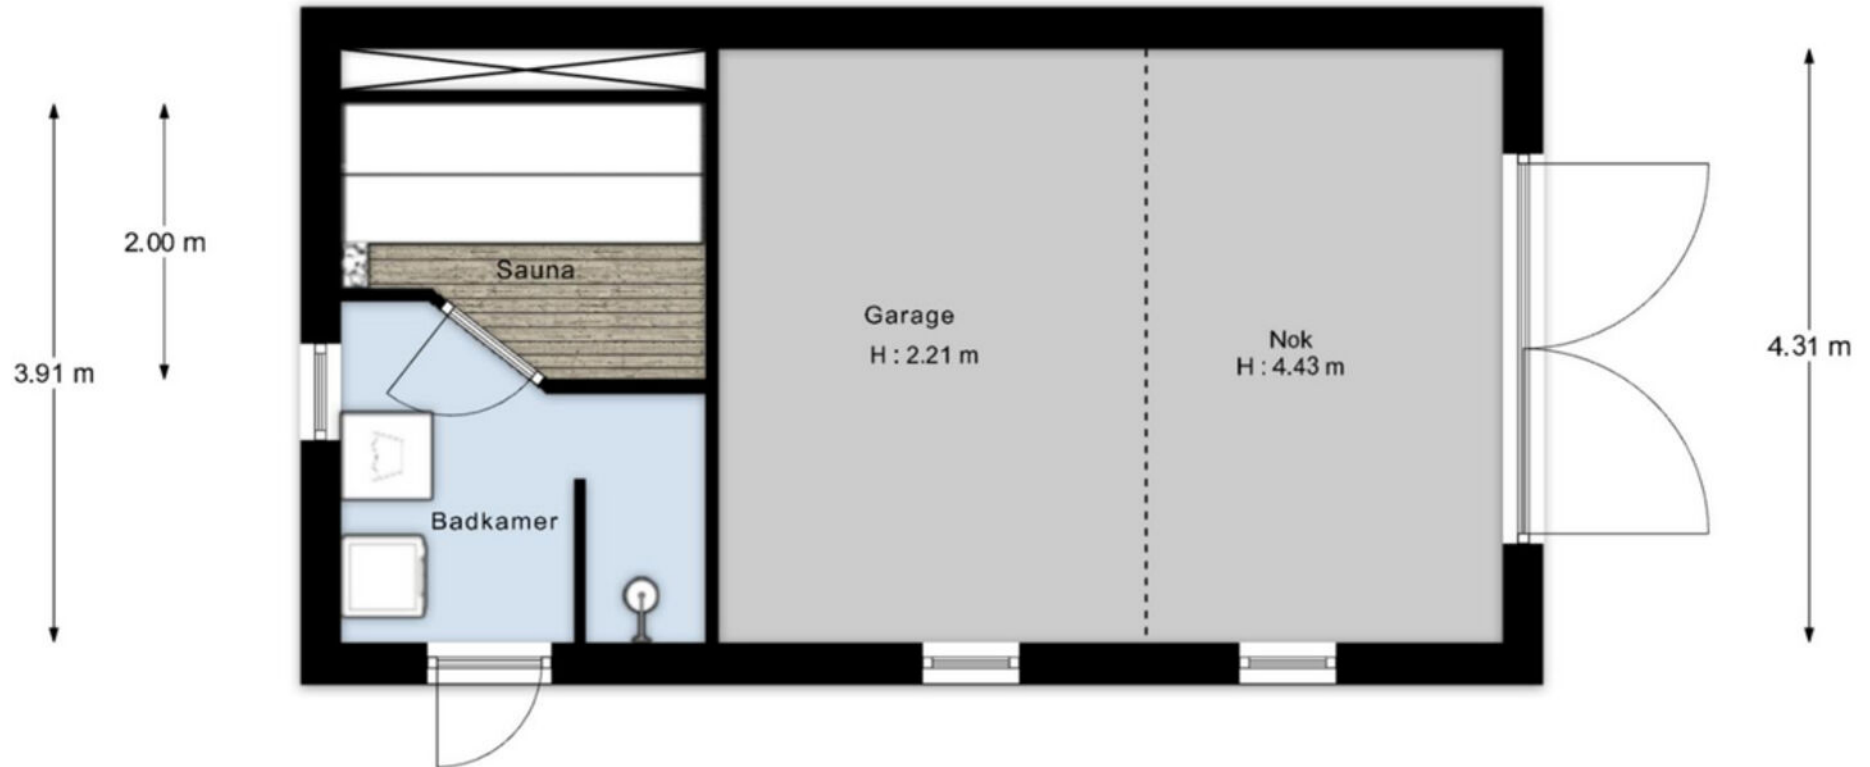 2.00 m
3.91 m
Sauna
Badkamer
Garage
H : 2.21 m
Nok
H : 4.43 m
4.31 m